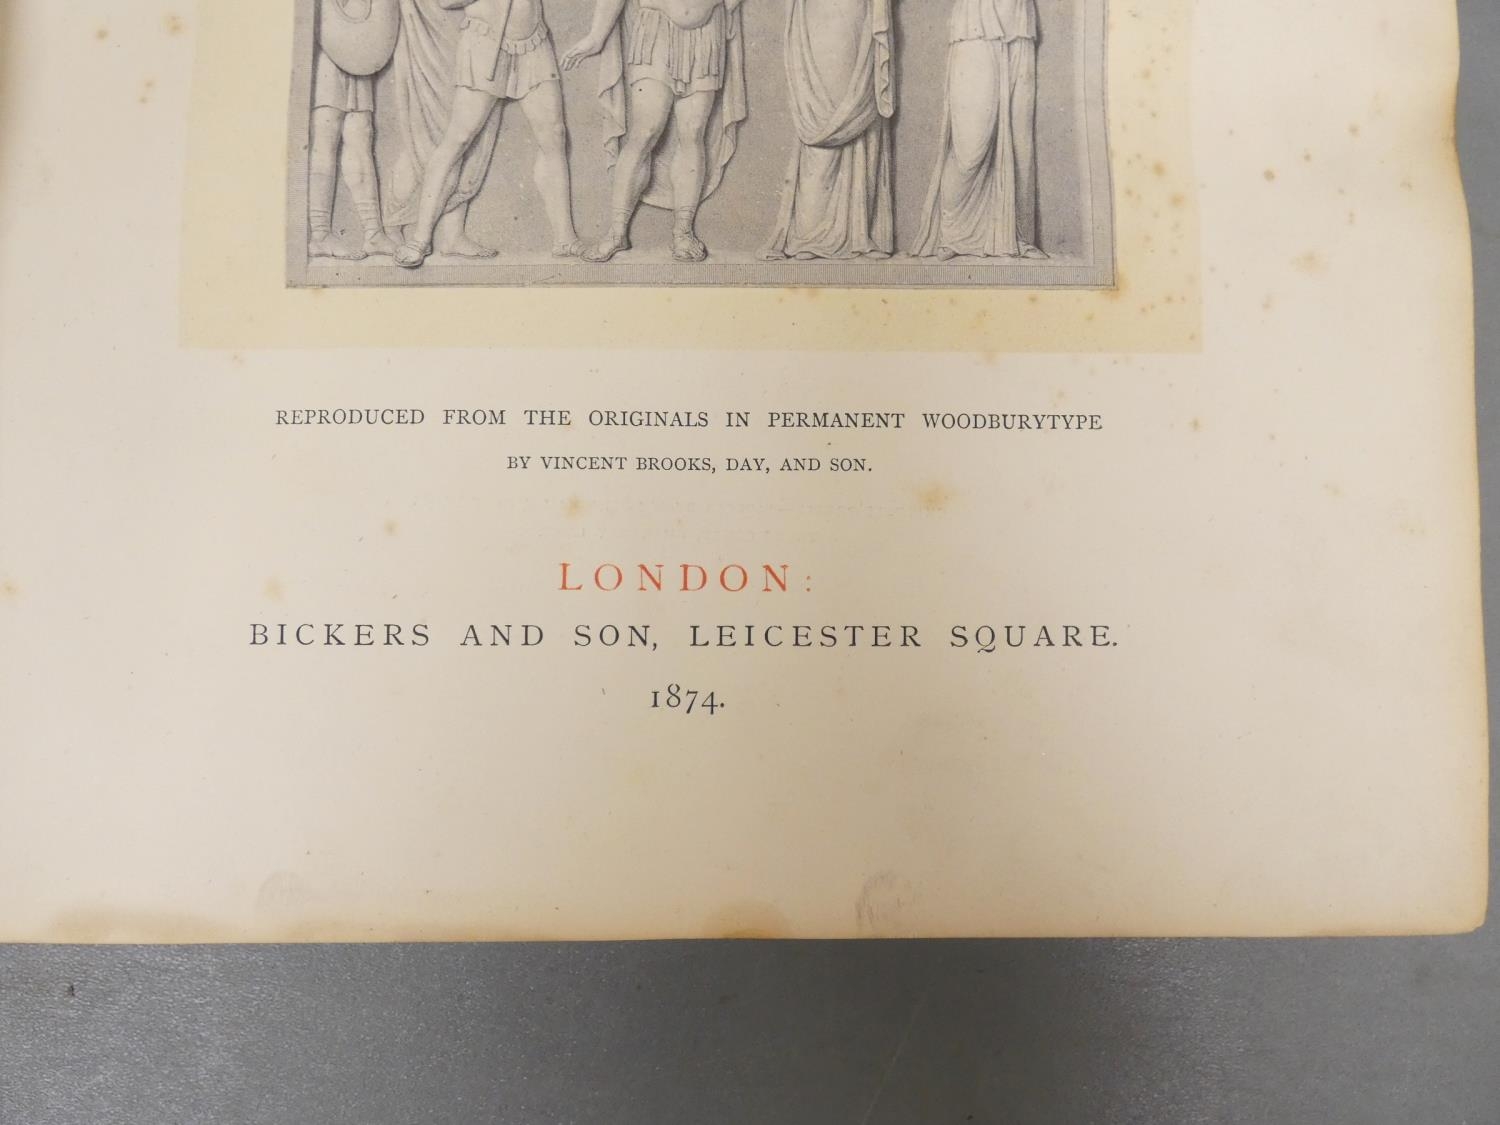 REPRODUCED FROM THE ORIGINALS IN PERMANENT WOODBURYTYPE
BY VINCENT BROOKS, DAY, AND SON.
LONDON:
BICKERS AND SON, LEICESTER SQUARE.
1874.